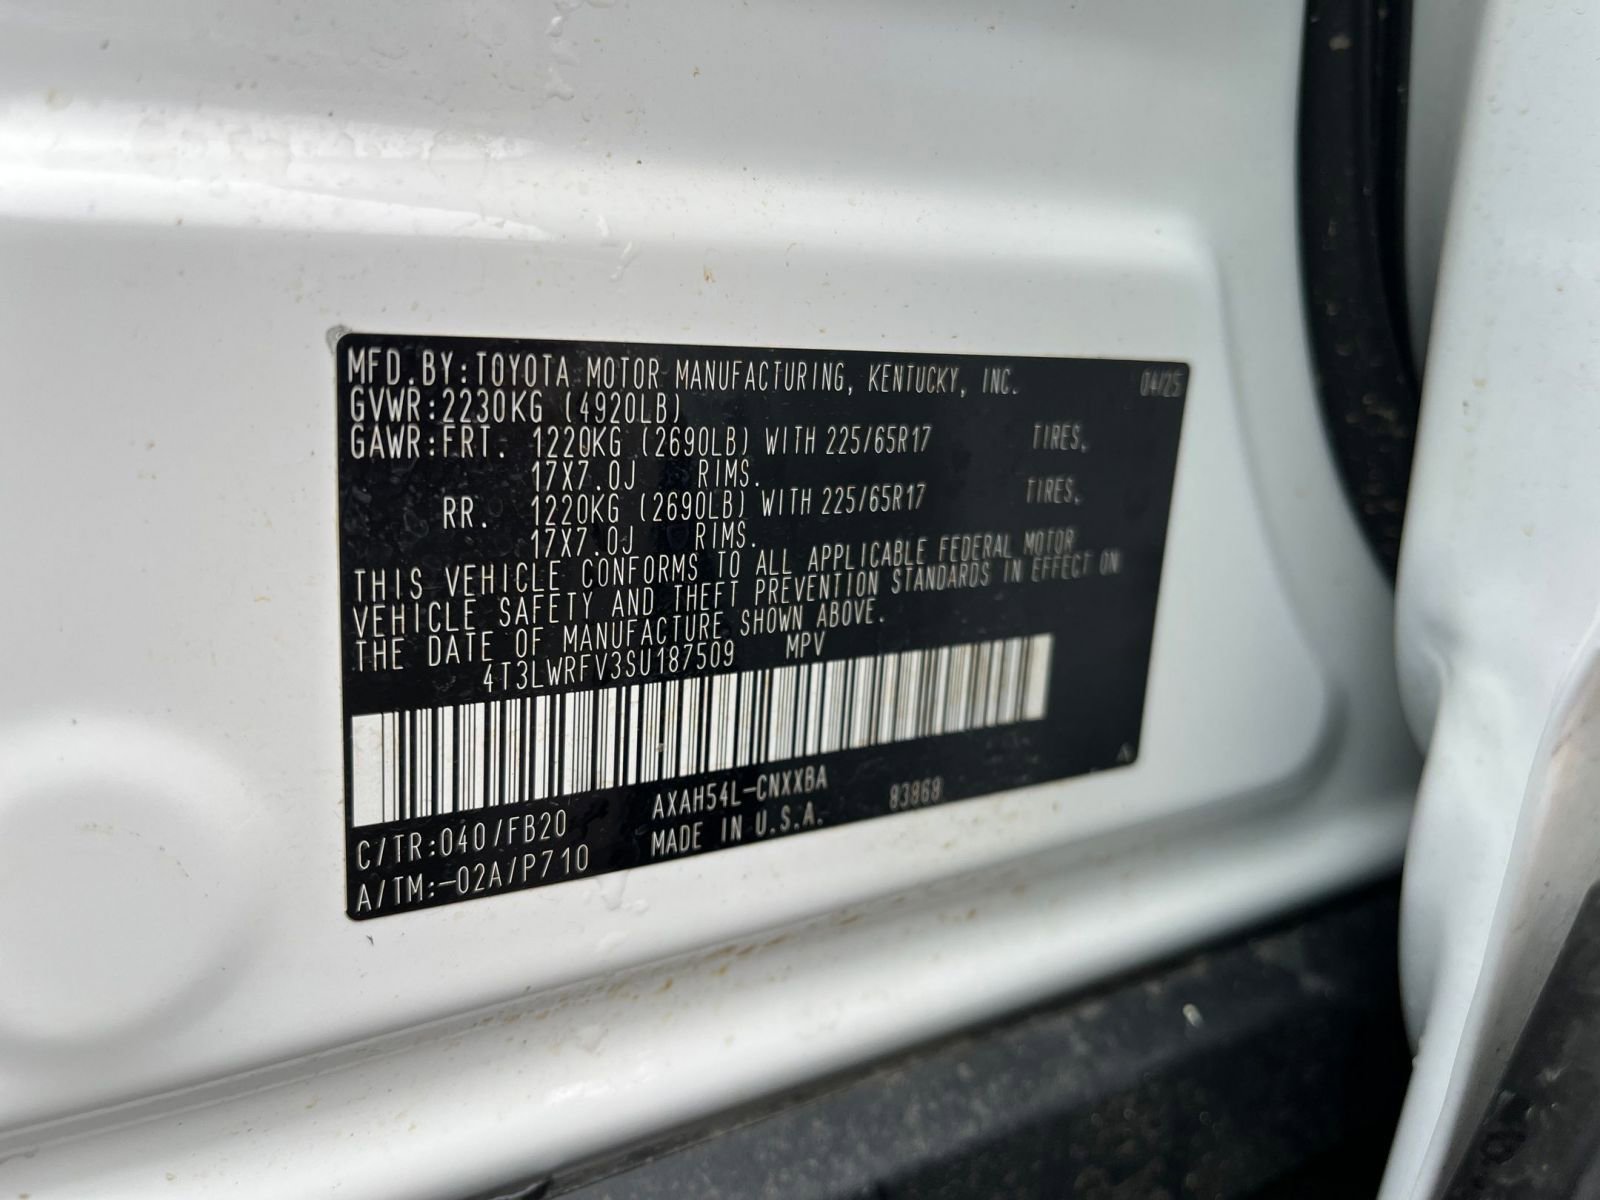 MFD.BY:TOYOTA MOTOR MANUFACTURING, KENTUCKY, INC. 04/25
GVWR:2230KG (4920LB)
GAWR:FRT. 1220KG (2690LB) WITH 225/65R17 TIRES,
17X7.0J RIMS.
RR. 1220KG (2690LB) WITH 225/65R17 TIRES,
17X7.0J RIMS.
THIS VEHICLE CONFORMS TO ALL APPLICABLE FEDERAL MOTOR
VEHICLE SAFETY AND THEFT PREVENTION STANDARDS IN EFFECT ON
THE DATE OF MANUFACTURE SHOWN ABOVE.
4T3LWRFV3SU187509 MPV
C/TR:040/FB20 AXAH54L-CNXXBA 83868
A/TM:-02A/P710 MADE IN U.S.A.
A